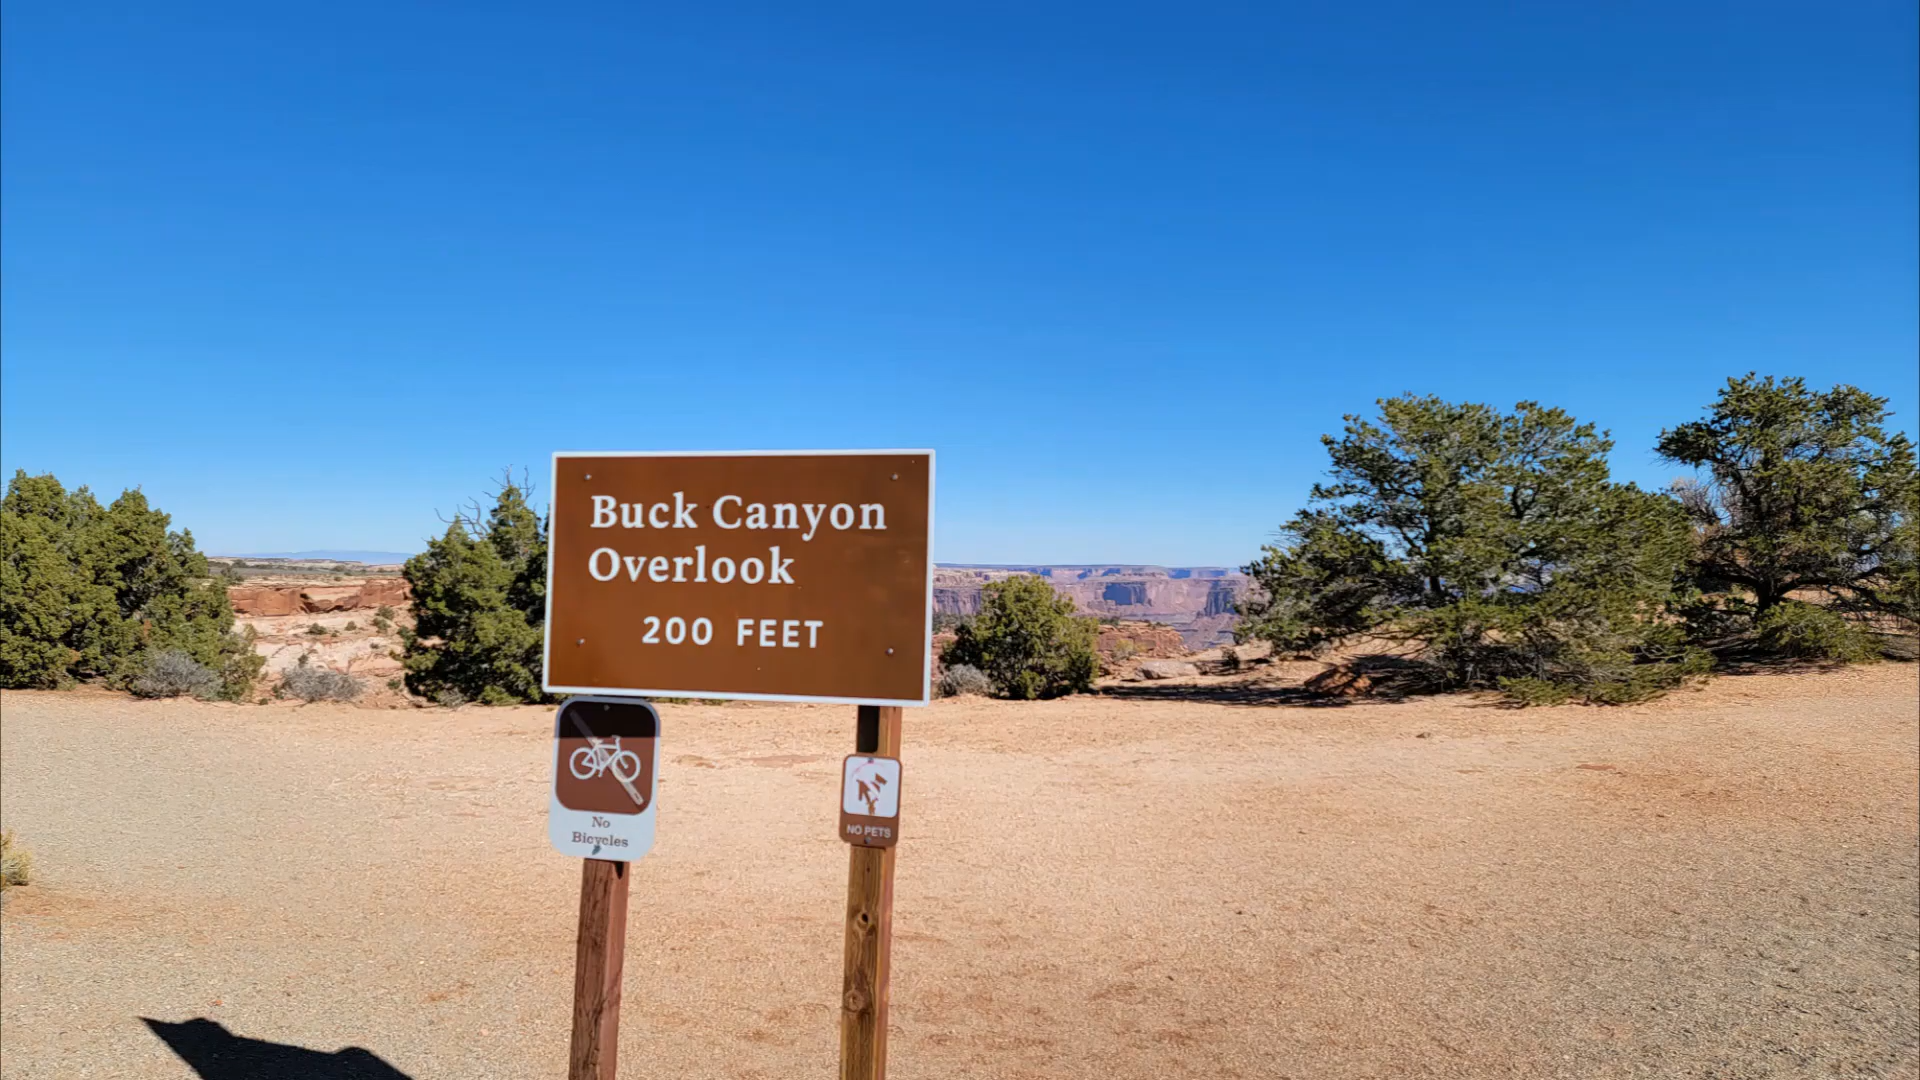 Buck Canyon
Overlook
200 FEET
No
Bicycles
NO PETS